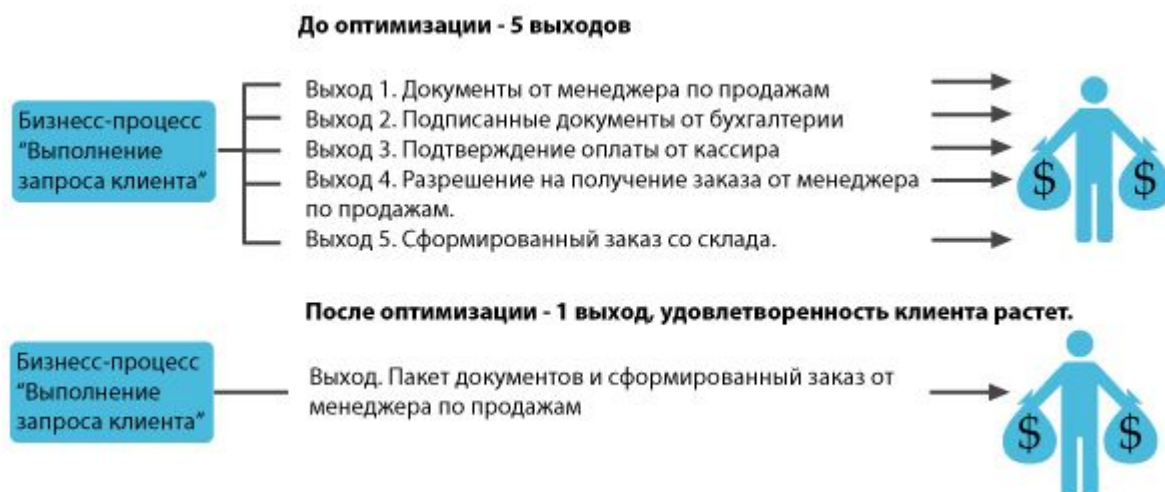 До оптимизации - 5 выходов
Бизнесс-процесс
“Выполнение
запроса клиента”
Выход 1. Документы от менеджера по продажам
Выход 2. Подписанные документы от бухгалтерии
Выход 3. Подтверждение оплаты от кассира
Выход 4. Разрешение на получение заказа от менеджера
по продажам.
Выход 5. Сформированный заказ со склада.
$ $
После оптимизации - 1 выход, удовлетворенность клиента растет.
Бизнесс-процесс
“Выполнение
запроса клиента”
Выход. Пакет документов и сформированный заказ от
менеджера по продажам
$ $